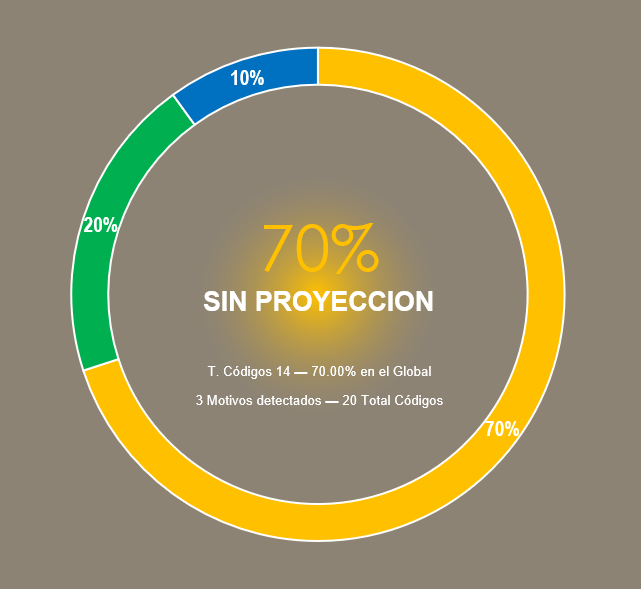 10%
20%
70%
SIN PROYECCION
T. Códigos 14 — 70.00% en el Global
3 Motivos detectados — 20 Total Códigos
70%